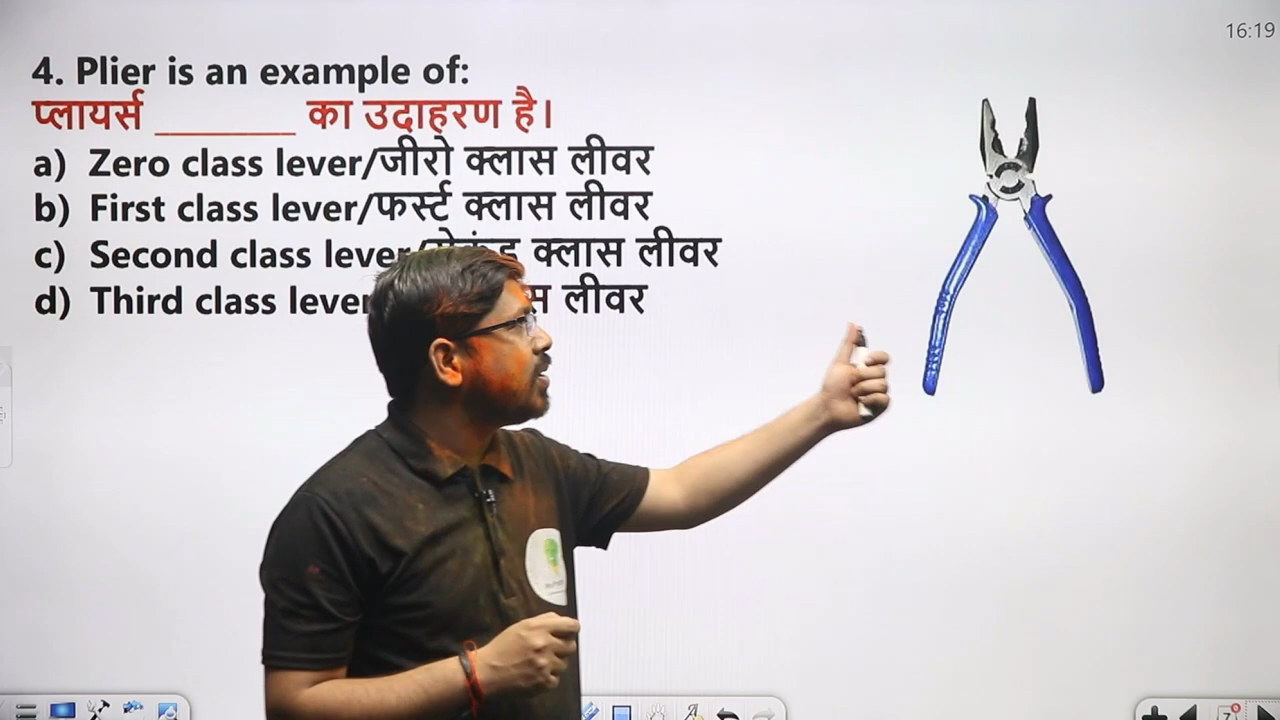 16:19
4. Plier is an example of:
प्लायर्स _______ का उदाहरण है।
a) Zero class lever/जीरो क्लास लीवर
b) First class lever/फर्स्ट क्लास लीवर
c) Second class lever/सेकंड क्लास लीवर
d) Third class lever लीवर